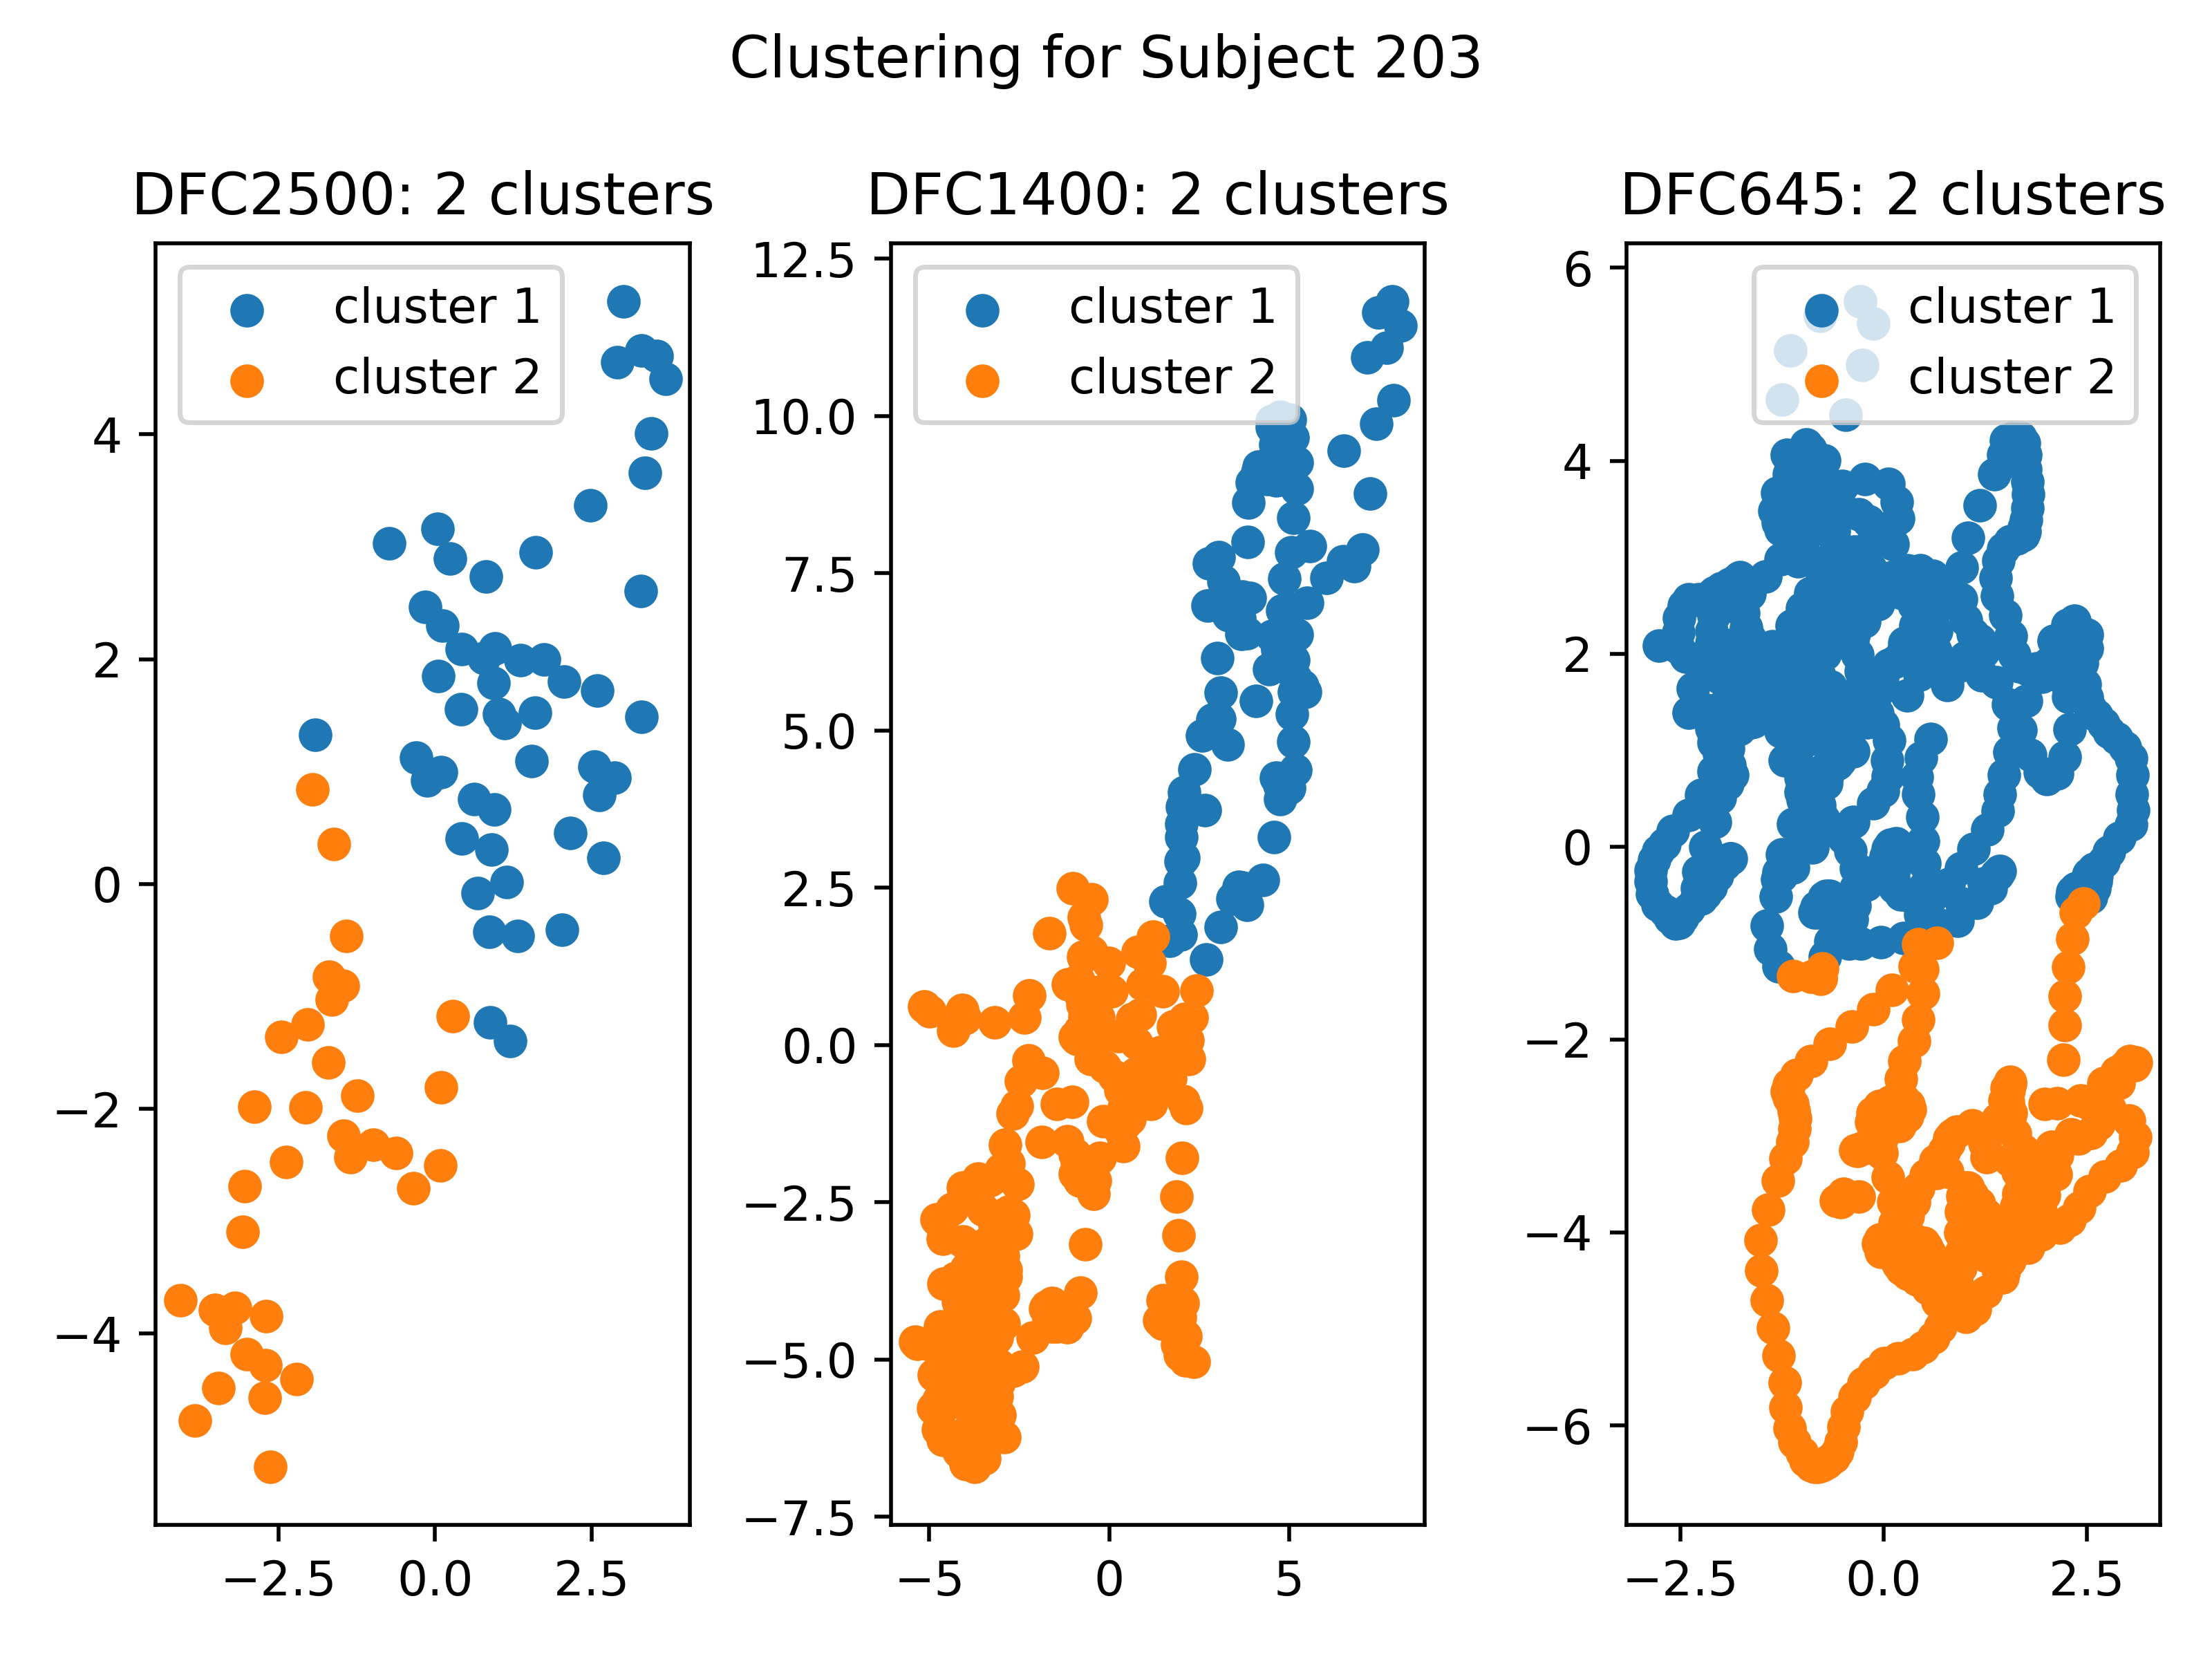 Clustering for Subject 203
DFC2500: 2 clusters
cluster 1
cluster 2
4
2
0
−2
−4
−2.5 0.0 2.5
DFC1400: 2 clusters
cluster 1
cluster 2
12.5
10.0
7.5
5.0
2.5
0.0
−2.5
−5.0
−7.5
−5 0 5
DFC645: 2 clusters
cluster 1
cluster 2
6
4
2
0
−2
−4
−6
−2.5 0.0 2.5